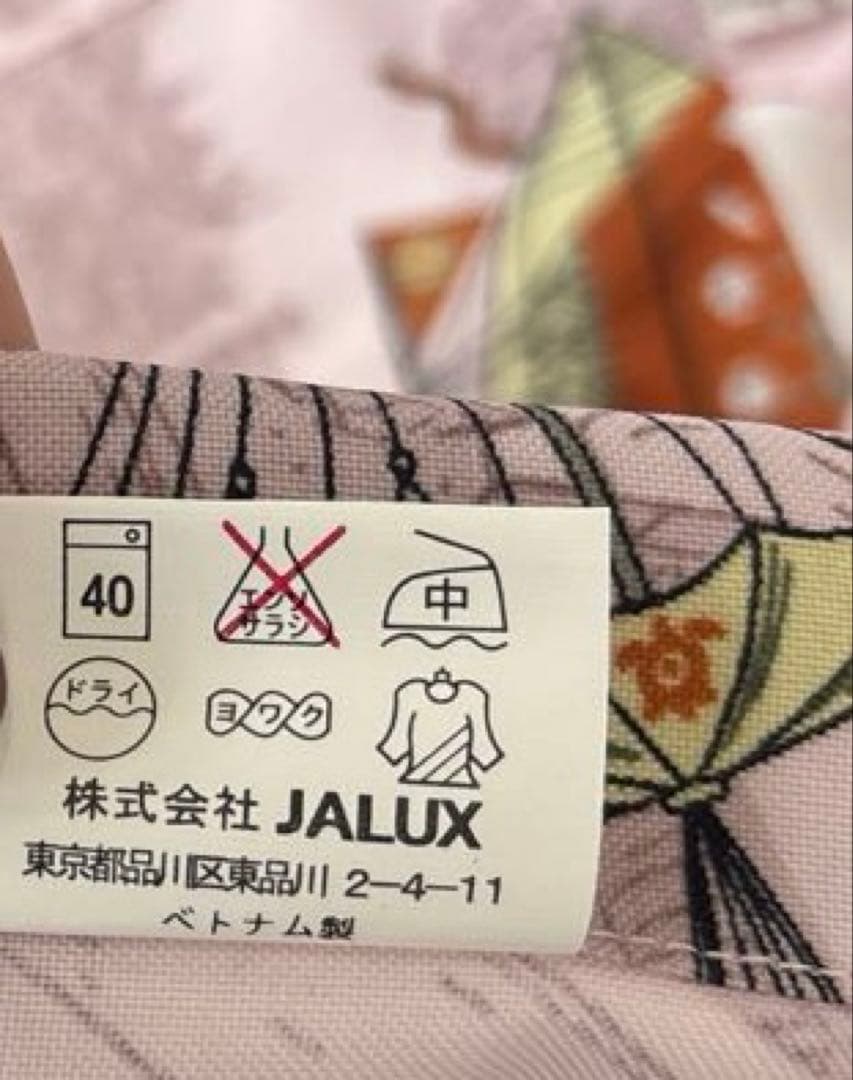 40 エンソ サラシ 中
ドライ ヨワク
株式会社 JALUX
東京都品川区東品川 2-4-11
ベトナム製